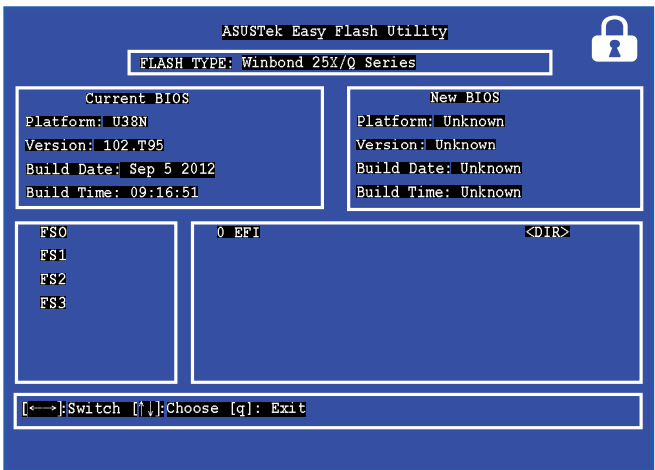 ASUSTek Easy Flash Utility
FLASH TYPE: Winbond 25X/Q Series
Current BIOS
Platform: U38N
Version: 102.T95
Build Date: Sep 5 2012
Build Time: 09:16:51
New BIOS
Platform: Unknown
Version: Unknown
Build Date: Unknown
Build Time: Unknown
FS0
FS1
FS2
FS3
0 EFI <DIR>
[←→]:Switch [↑↓]:Choose [q]: Exit